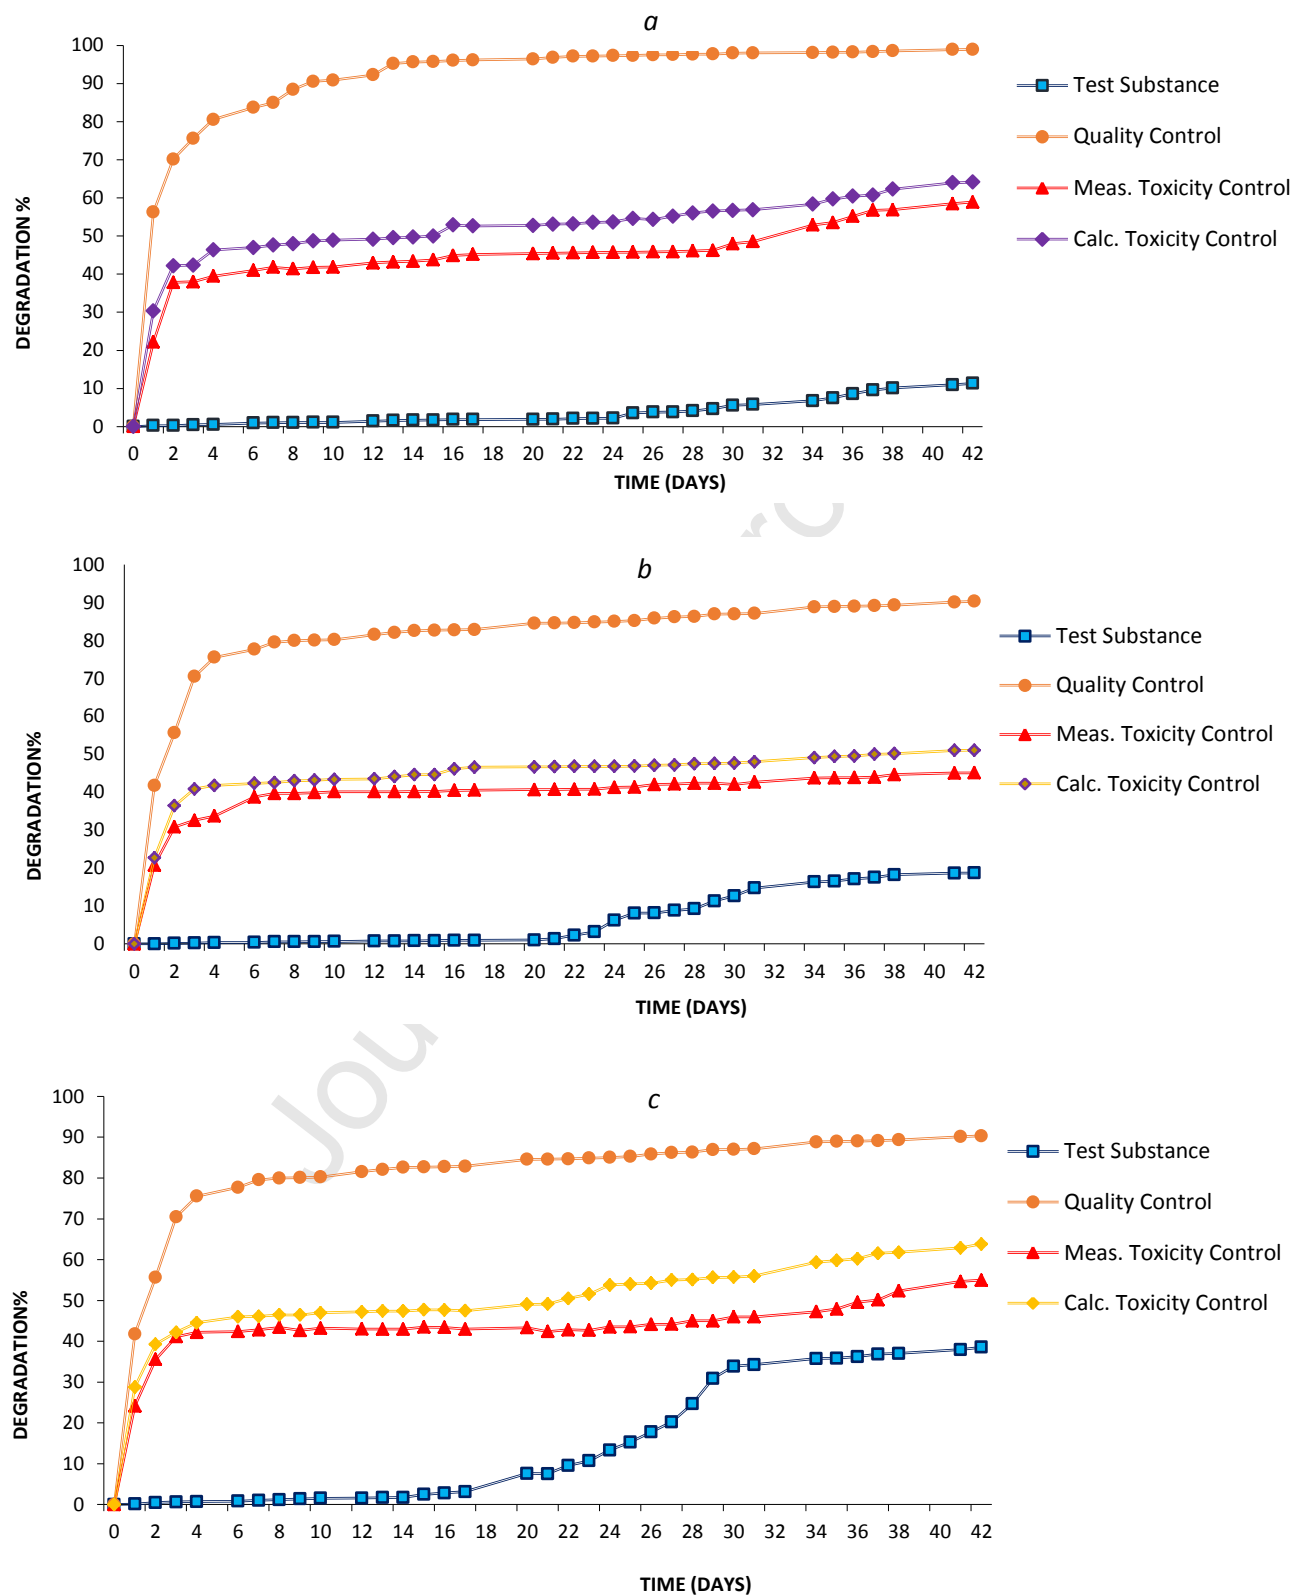 a
100
90
80
70
60
50
40
30
20
10
0
DEGRADATION %
0 2 4 6 8 10 12 14 16 18 20 22 24 26 28 30 32 34 36 38 40 42
TIME (DAYS)
Test Substance
Quality Control
Meas. Toxicity Control
Calc. Toxicity Control
b
100
90
80
70
60
50
40
30
20
10
0
DEGRADATION%
0 2 4 6 8 10 12 14 16 18 20 22 24 26 28 30 32 34 36 38 40 42
TIME (DAYS)
Test Substance
Quality Control
Meas. Toxicity Control
Calc. Toxicity Control
c
100
90
80
70
60
50
40
30
20
10
0
DEGRADATION%
0 2 4 6 8 10 12 14 16 18 20 22 24 26 28 30 32 34 36 38 40 42
TIME (DAYS)
Test Substance
Quality Control
Meas. Toxicity Control
Calc. Toxicity Control
Jou